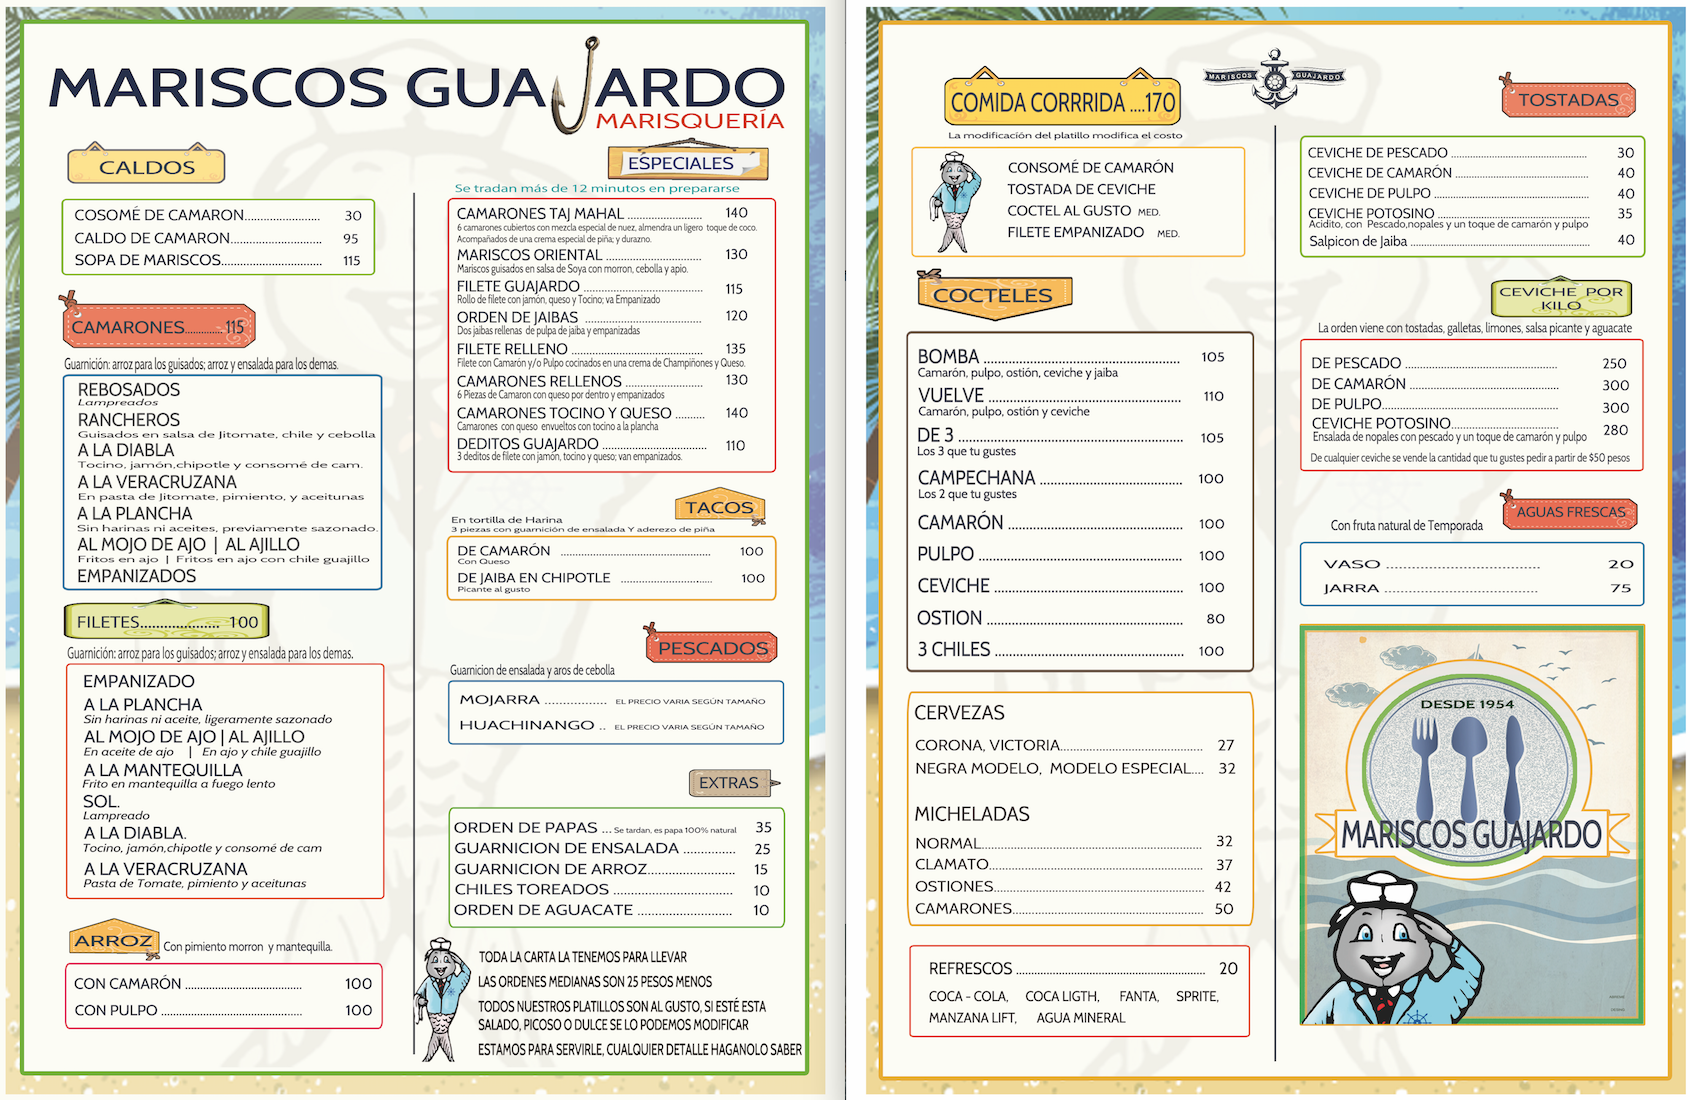 MARISCOS GUAJARDO
MARISQUERÍA
CALDOS
COSOMÉ DE CAMARON........................ 30
CALDO DE CAMARON............................. 95
SOPA DE MARISCOS................................ 115
CAMARONES............. 115
Guarnición: arroz para los guisados; arroz y ensalada para los demas.
REBOSADOS
Lampreados
RANCHEROS
Guisados en salsa de Jitomate, chile y cebolla
A LA DIABLA
Tocino, jamón,chipotle y consomé de cam.
A LA VERACRUZANA
En pasta de Jitomate, pimiento, y aceitunas
A LA PLANCHA
Sin harinas ni aceites, previamente sazonado.
AL MOJO DE AJO | AL AJILLO
Fritos en ajo | Fritos en ajo con chile guajillo
EMPANIZADOS
FILETES..................... 100
Guarnición: arroz para los guisados; arroz y ensalada para los demas.
EMPANIZADO
A LA PLANCHA
Sin harinas ni aceite, ligeramente sazonado
AL MOJO DE AJO | AL AJILLO
En aceite de ajo | En ajo y chile guajillo
A LA MANTEQUILLA
Frito en mantequilla a fuego lento
SOL.
Lampreado
A LA DIABLA.
Tocino, jamón,chipotle y consomé de cam
A LA VERACRUZANA
Pasta de Tomate, pimiento y aceitunas
ARROZ
Con pimiento morron y mantequilla.
CON CAMARÓN .................................... 100
CON PULPO ........................................... 100
ESPECIALES
Se tradan más de 12 minutos en prepararse
CAMARONES TAJ MAHAL ........................ 140
6 camarones cubiertos con mezcla especial de nuez, almendra un ligero toque de coco.
Acompañados de una crema especial de piña; y durazno.
MARISCOS ORIENTAL ............................... 130
Mariscos guisados en salsa de Soya con morron, cebolla y apio.
FILETE GUAJARDO ....................................... 115
Rollo de filete con jamón, queso y Tocino; va Empanizado
ORDEN DE JAIBAS ..................................... 120
Dos jaibas rellenas de pulpa de jaiba y empanizadas
FILETE RELLENO .......................................... 135
Filete con Camarón y/o Pulpo cocinados en una crema de Champiñones y Queso.
CAMARONES RELLENOS ......................... 130
6 Piezas de Camaron con queso por dentro y empanizados
CAMARONES TOCINO Y QUESO ......... 140
Camarones con queso envueltos con tocino a la plancha
DEDITOS GUAJARDO ................................. 110
3 deditos de filete con jamón, tocino y queso; van empanizados.
TACOS
En tortilla de Harina
3 piezas con guarnición de ensalada Y aderezo de piña
DE CAMARÓN ................................................. 100
Con Queso
DE JAIBA EN CHIPOTLE .............................. 100
Picante al gusto
PESCADOS
Guarnicion de ensalada y aros de cebolla
MOJARRA ................. EL PRECIO VARIA SEGÚN TAMAÑO
HUACHINANGO .. EL PRECIO VARIA SEGÚN TAMAÑO
EXTRAS
ORDEN DE PAPAS ... Se tardan, es papa 100% natural 35
GUARNICION DE ENSALADA .............. 25
GUARNICION DE ARROZ....................... 15
CHILES TOREADOS ................................ 10
ORDEN DE AGUACATE .......................... 10
TODA LA CARTA LA TENEMOS PARA LLEVAR
LAS ORDENES MEDIANAS SON 25 PESOS MENOS
TODOS NUESTROS PLATILLOS SON AL GUSTO, SI ESTÉ ESTA
SALADO, PICOSO O DULCE SE LO PODEMOS MODIFICAR
ESTAMOS PARA SERVIRLE, CUALQUIER DETALLE HAGANOLO SABER
COMIDA CORRRIDA ....170
La modificación del platillo modifica el costo
CONSOMÉ DE CAMARÓN
TOSTADA DE CEVICHE
COCTEL AL GUSTO MED.
FILETE EMPANIZADO MED.
MARISCOS GUAJARDO
COCTELES
BOMBA ............................................... 105
Camarón, pulpo, ostión, ceviche y jaiba
VUELVE .............................................. 110
Camarón, pulpo, ostión y ceviche
DE 3 ..................................................... 105
Los 3 que tu gustes
CAMPECHANA .................................. 100
Los 2 que tu gustes
CAMARÓN .......................................... 100
PULPO ................................................. 100
CEVICHE .............................................. 100
OSTION ............................................... 80
3 CHILES ............................................. 100
CERVEZAS
CORONA, VICTORIA.................................... 27
NEGRA MODELO, MODELO ESPECIAL.... 32
MICHELADAS
NORMAL........................................................ 32
CLAMATO...................................................... 37
OSTIONES..................................................... 42
CAMARONES................................................ 50
REFRESCOS ................................................ 20
COCA - COLA, COCA LIGTH, FANTA, SPRITE,
MANZANA LIFT, AGUA MINERAL
TOSTADAS
CEVICHE DE PESCADO ........................................ 30
CEVICHE DE CAMARÓN ....................................... 40
CEVICHE DE PULPO ............................................. 40
CEVICHE POTOSINO ............................................ 35
Acidito, con Pescado,nopales y un toque de camarón y pulpo
Salpicon de Jaiba .................................................... 40
CEVICHE POR
KILO
La orden viene con tostadas, galletas, limones, salsa picante y aguacate
DE PESCADO ........................................... 250
DE CAMARÓN .......................................... 300
DE PULPO.................................................. 300
CEVICHE POTOSINO............................... 280
Ensalada de nopales con pescado y un toque de camarón y pulpo
De cualquier ceviche se vende la cantidad que tu gustes pedir a partir de $50 pesos
AGUAS FRESCAS
Con fruta natural de Temporada
VASO .................................... 20
JARRA .................................... 75
DESDE 1954
MARISCOS GUAJARDO